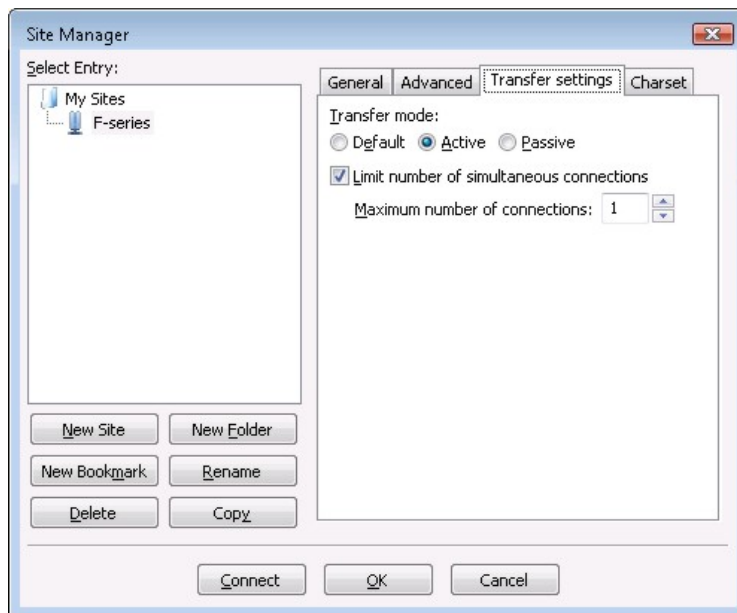 Site Manager
Select Entry:
My Sites
F-series
New Site
New Folder
New Bookmark
Rename
Delete
Copy
General
Advanced
Transfer settings
Charset
Transfer mode:
Default
Active
Passive
Limit number of simultaneous connections
Maximum number of connections: 1
Connect
OK
Cancel